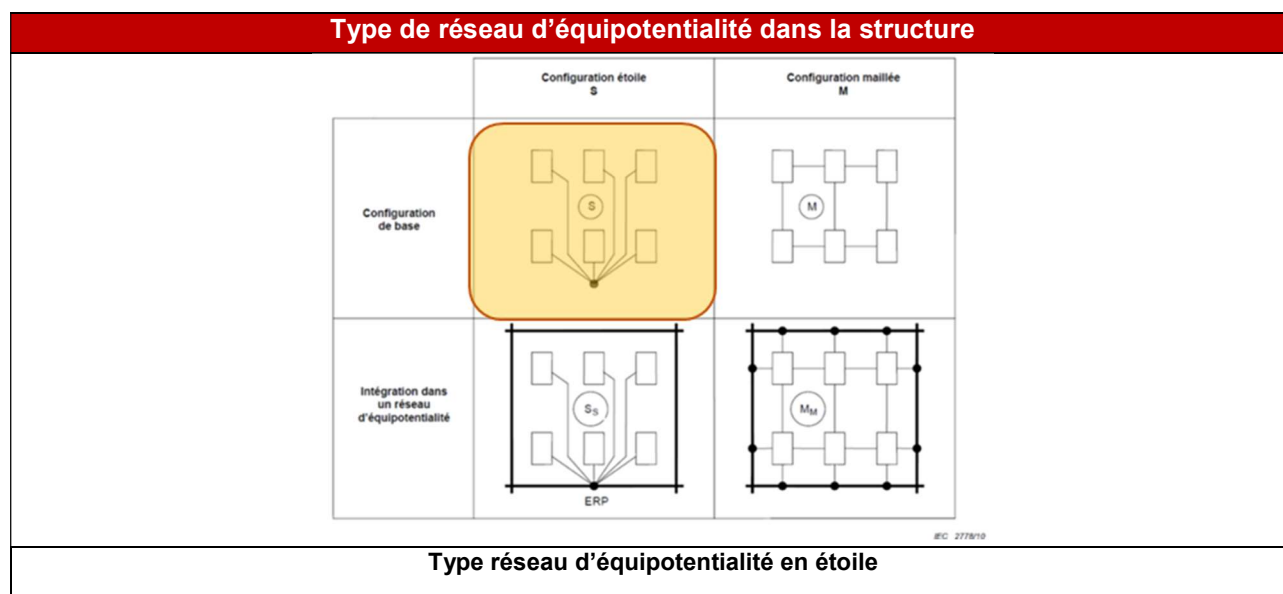 Type de réseau d’équipotentialité dans la structure
Configuration étoile
S
Configuration maillée
M
Configuration
de base
S
M
Intégration dans
un réseau
d'équipotentialité
SS
MM
ERP
IEC 2778/10
Type réseau d’équipotentialité en étoile